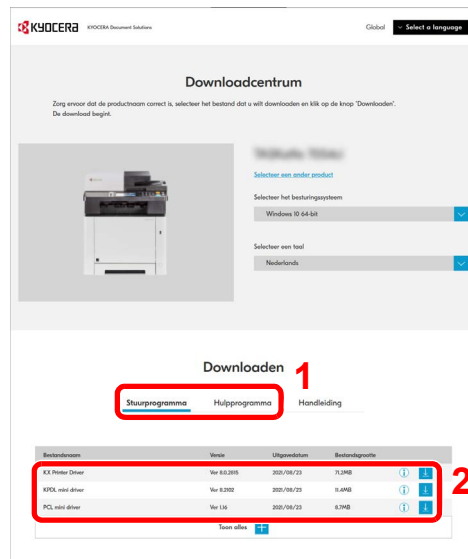 KYOCERA KYOCERA Document Solutions Global Select a language
Downloadcentrum
Zorg ervoor dat de productnaam correct is, selecteer het bestand dat u wilt downloaden en klik op de knop 'Downloaden'.
De download begint.
Selecteer een ander product
Selecteer het besturingssysteem
Windows 10 64-bit
Selecteer een taal
Nederlands
Downloaden
1
Stuurprogramma Hulpprogramma Handleiding
Bestandsnaam Versie Uitgavedatum Bestandsgrootte
KX Printer Driver Ver 8.0.2815 2021/08/23 71.2MB
KPDL mini driver Ver 8.2102 2021/08/23 11.4MB
PCL mini driver Ver 1.16 2021/08/23 8.7MB
2
Toon alles